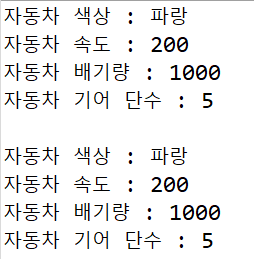 자동차 색상 : 파랑
자동차 속도 : 200
자동차 배기량 : 1000
자동차 기어 단수 : 5

자동차 색상 : 파랑
자동차 속도 : 200
자동차 배기량 : 1000
자동차 기어 단수 : 5